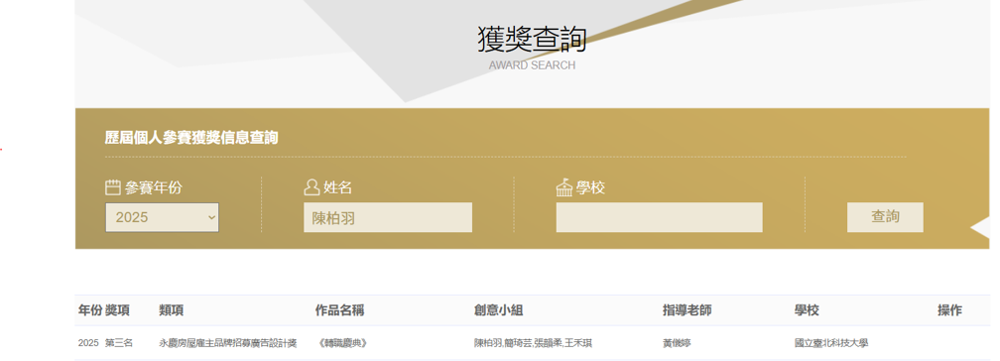 獲獎查詢
AWARD SEARCH
歷屆個人參賽獲獎信息查詢
參賽年份 姓名 學校
2025 陳柏羽 查詢
年份 獎項 類項 作品名稱 創意小組 指導老師 學校 操作
2025 第三名 永慶房屋雇主品牌招募廣告設計獎 《轉職慶典》 陳柏羽,簡琦芸,張韻柔,王禾琪 黃儀婷 國立臺北科技大學